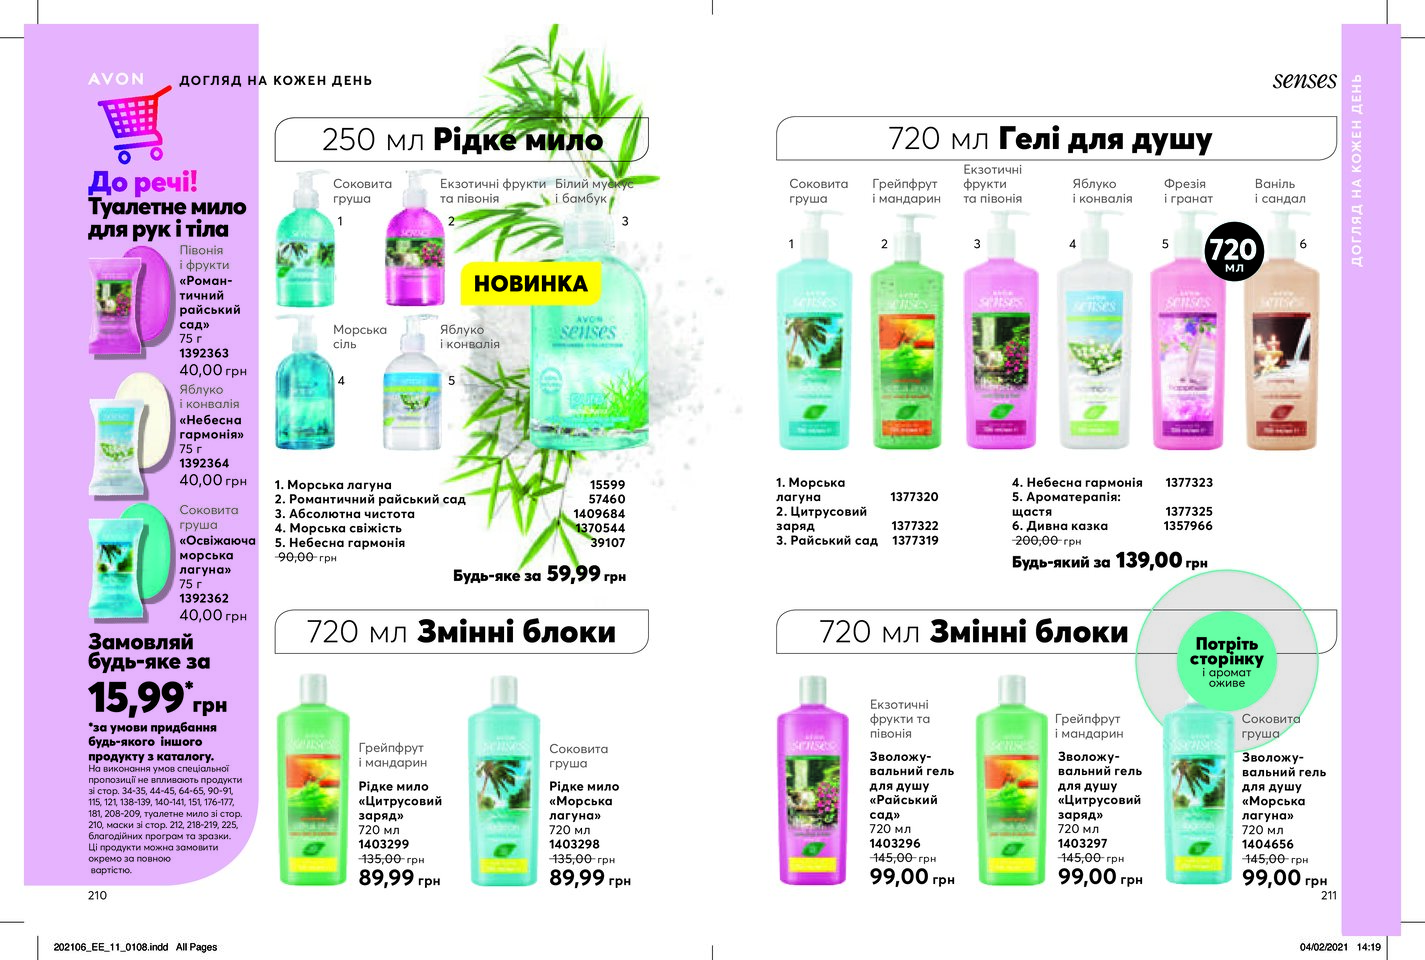 AVON
ДОГЛЯД НА КОЖЕН ДЕНЬ
До речі!
Туалетне мило
для рук і тіла
Півонія
і фрукти
«Роман-
тичний
райський
сад»
75 г
1392363
40,00 грн
Яблуко
і конвалія
«Небесна
гармонія»
75 г
1392364
40,00 грн
Соковита
груша
«Освіжаюча
морська
лагуна»
75 г
1392362
40,00 грн
Замовляй
будь-яке за
15,99* грн
*за умови придбання
будь-якого іншого
продукту з каталогу.
На виконання умов спеціальної
пропозиції не впливають продукти
зі стор. 34-35, 44-45, 64-65, 90-91,
115, 121, 138-139, 140-141, 151, 176-177,
181, 208-209, туалетне мило зі стор.
210, маски зі стор. 212, 218-219, 225,
благодійних програм та зразки.
Ці продукти можна замовити
окремо за повною
вартістю.
210
250 мл Рідке мило
Соковита
груша
1
Екзотичні фрукти
та півонія
2
Білий мускус
і бамбук
3
НОВИНКА
Морська
сіль
4
Яблуко
і конвалія
5
AVON
senses
1. Морська лагуна 15599
2. Романтичний райський сад 57460
3. Абсолютна чистота 1409684
4. Морська свіжість 1370544
5. Небесна гармонія 39107
90,00 грн
Будь-яке за 59,99 грн
720 мл Змінні блоки
Грейпфрут
і мандарин
Рідке мило
«Цитрусовий
заряд»
720 мл
1403299
135,00 грн
89,99 грн
Соковита
груша
Рідке мило
«Морська
лагуна»
720 мл
1403298
135,00 грн
89,99 грн
senses
ДОГЛЯД НА КОЖЕН ДЕНЬ
720 мл Гелі для душу
Соковита
груша
1
Грейпфрут
і мандарин
2
Екзотичні
фрукти
та півонія
3
Яблуко
і конвалія
4
Фрезія
і гранат
5
720
мл
Ваніль
і сандал
6
1. Морська
лагуна 1377320
2. Цитрусовий
заряд 1377322
3. Райський сад 1377319
4. Небесна гармонія 1377323
5. Ароматерапія:
щастя 1377325
6. Дивна казка 1357966
200,00 грн
Будь-який за 139,00 грн
720 мл Змінні блоки
Потріть
сторінку
і аромат
оживе
Екзотичні
фрукти та
півонія
Зволожу-
вальний гель
для душу
«Райський
сад»
720 мл
1403296
145,00 грн
99,00 грн
Грейпфрут
і мандарин
Зволожу-
вальний гель
для душу
«Цитрусовий
заряд»
720 мл
1403297
145,00 грн
99,00 грн
Соковита
груша
Зволожу-
вальний гель
для душу
«Морська
лагуна»
720 мл
1404656
145,00 грн
99,00 грн
211
202106_EE_11_0108.indd All Pages
04/02/2021 14:19